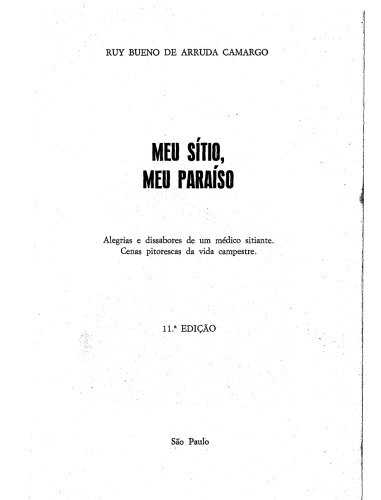 RUY BUENO DE ARRUDA CAMARGO
MEU SÍTIO,
MEU PARAÍSO
Alegrias e dissabores de um médico sitiante.
Cenas pitorescas da vida campestre.
11.ª EDIÇÃO
São Paulo